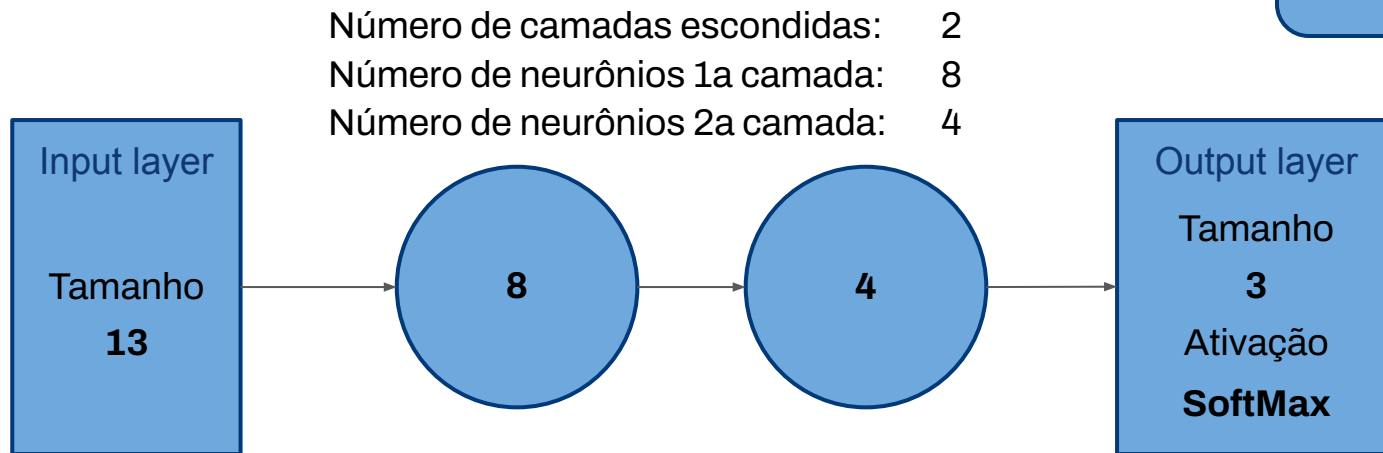 Número de camadas escondidas: 2
Número de neurônios 1a camada: 8
Número de neurônios 2a camada: 4
Input layer
Tamanho
13
8
4
Output layer
Tamanho
3
Ativação
SoftMax